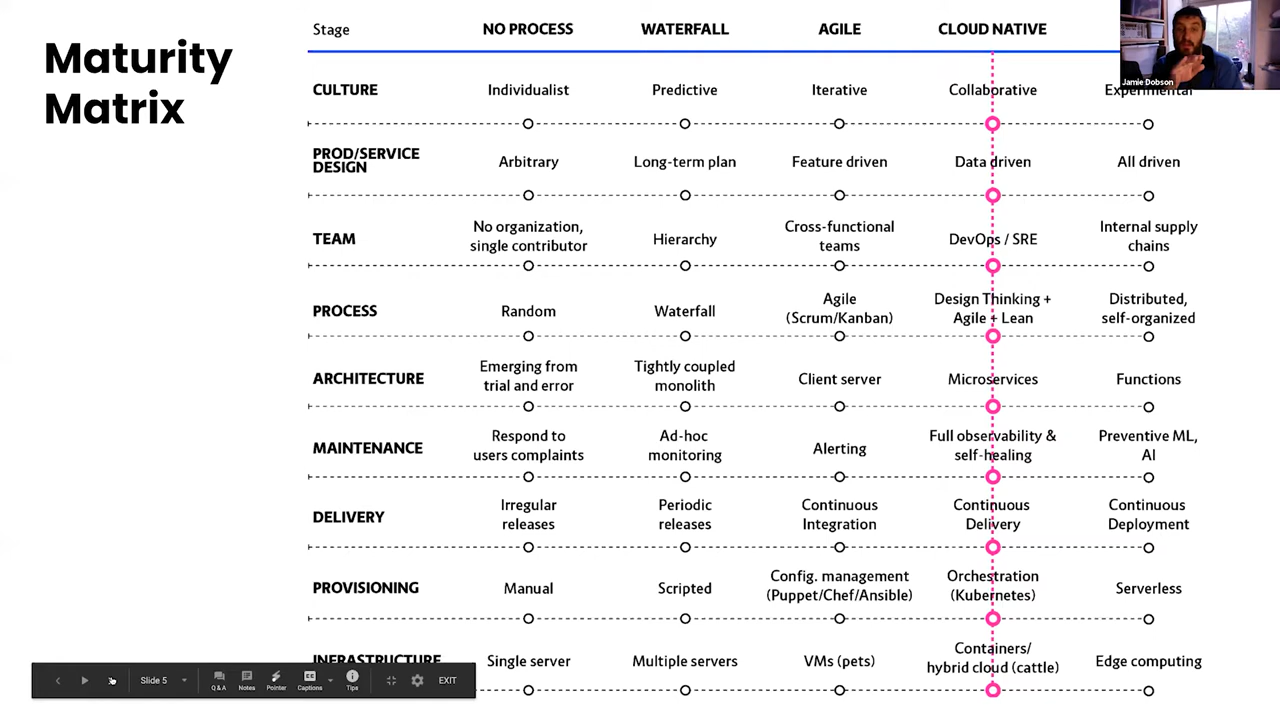 Maturity
Matrix
Stage NO PROCESS WATERFALL AGILE CLOUD NATIVE
CULTURE Individualist Predictive Iterative Collaborative Experimental
PROD/SERVICE
DESIGN Arbitrary Long-term plan Feature driven Data driven All driven
TEAM No organization,
single contributor Hierarchy Cross-functional
teams DevOps / SRE Internal supply
chains
PROCESS Random Waterfall Agile
(Scrum/Kanban) Design Thinking +
Agile + Lean Distributed,
self-organized
ARCHITECTURE Emerging from
trial and error Tightly coupled
monolith Client server Microservices Functions
MAINTENANCE Respond to
users complaints Ad-hoc
monitoring Alerting Full observability &
self-healing Preventive ML,
AI
DELIVERY Irregular
releases Periodic
releases Continuous
Integration Continuous
Delivery Continuous
Deployment
PROVISIONING Manual Scripted Config. management
(Puppet/Chef/Ansible) Orchestration
(Kubernetes) Serverless
INFRASTRUCTURE Single server Multiple servers VMs (pets) Containers/
hybrid cloud (cattle) Edge computing
Jamie Dobson
Slide 5 Q & A Notes Pointer Captions Tips EXIT